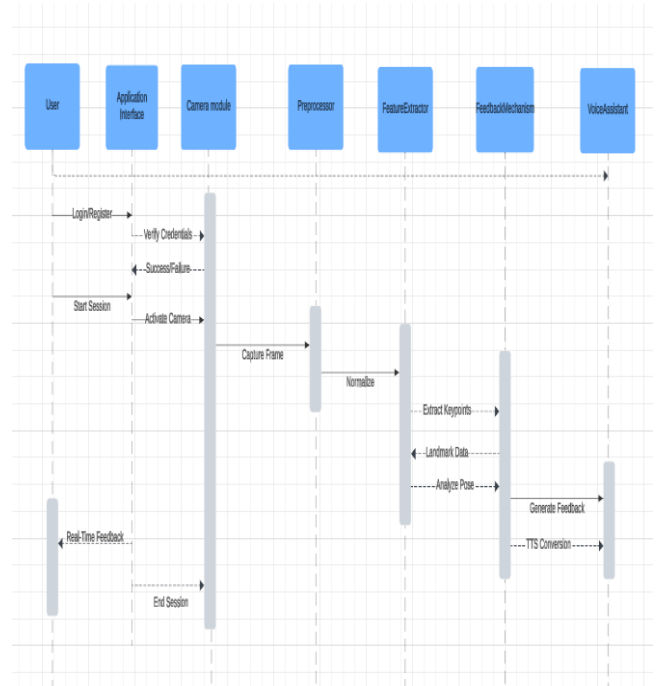 User
Application
Interface
Camera module
Preprocessor
FeatureExtractor
FeedbackMechanism
VoiceAssistant
Login/Register
Verify Credentials
Success/Failure
Start Session
Activate Camera
Capture Frame
Normalize
Extract Keypoints
Landmark Data
Analyze Pose
Generate Feedback
Real-Time Feedback
TTS Conversion
End Session